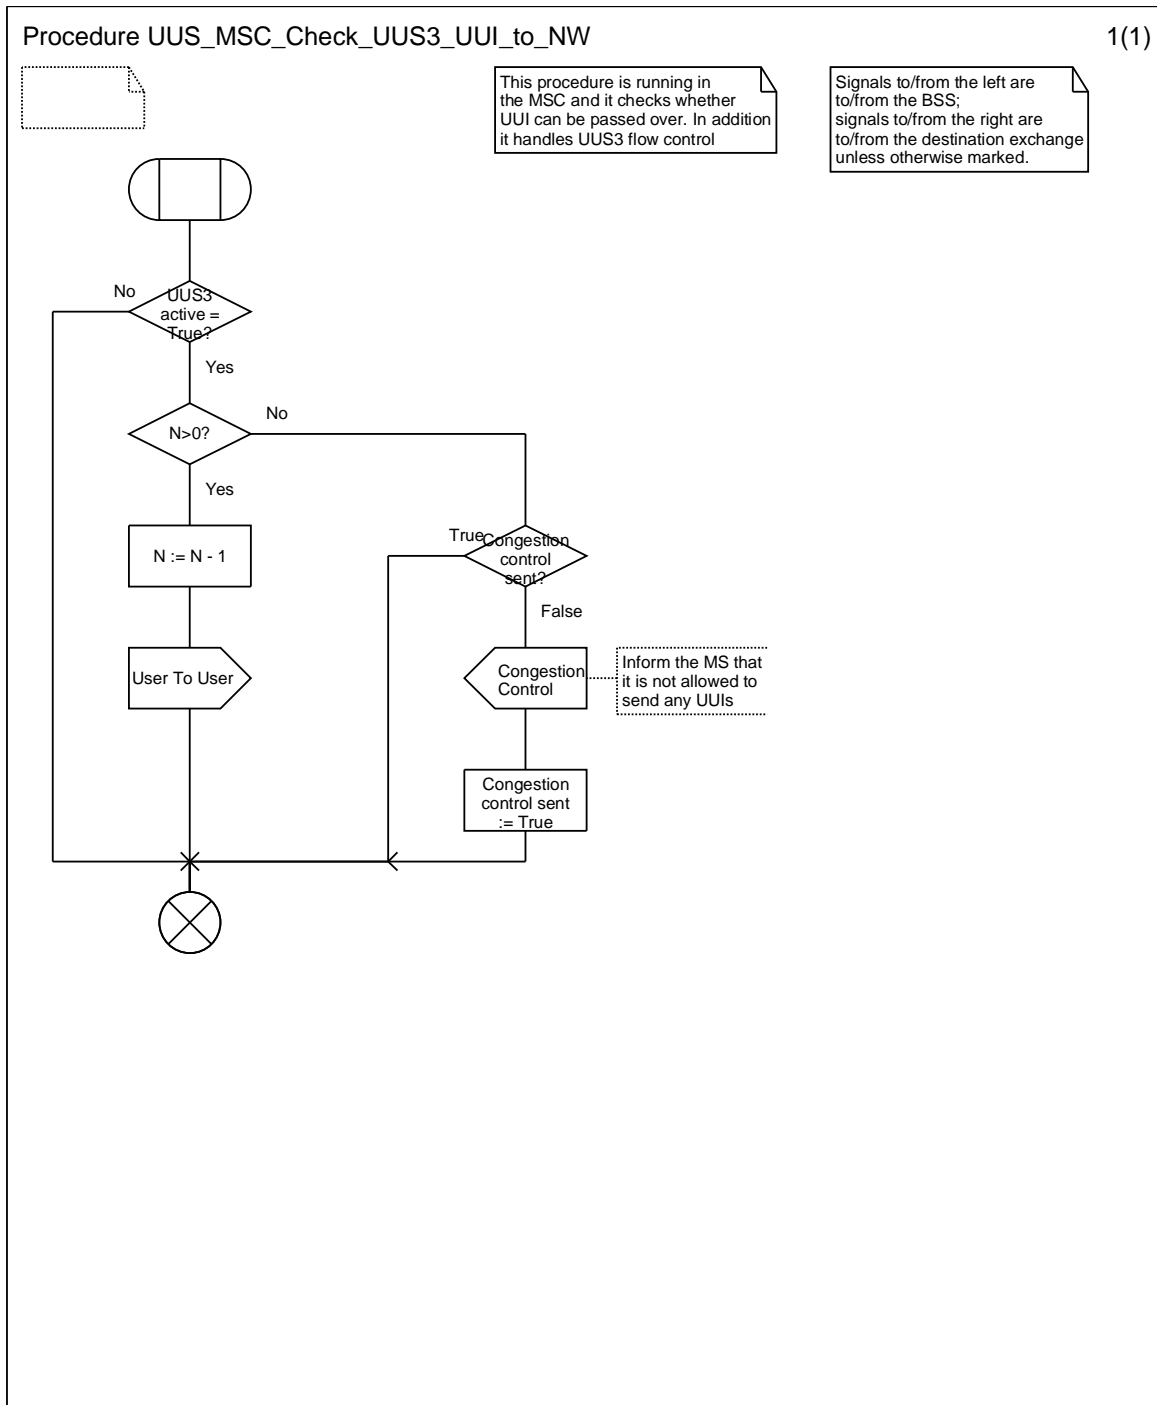 Procedure UUS_MSC_Check_UUS3_UUI_to_NW
1(1)
This procedure is running in
the MSC and it checks whether
UUI can be passed over. In addition
it handles UUS3 flow control
Signals to/from the left are
to/from the BSS;
signals to/from the right are
to/from the destination exchange
unless otherwise marked.
No
UUS3
active =
True?
Yes
N>0?
No
Yes
N := N - 1
True
Congestion
control
sent?
False
User To User
Congestion
Control
Inform the MS that
it is not allowed to
send any UUIs
Congestion
control sent
:= True